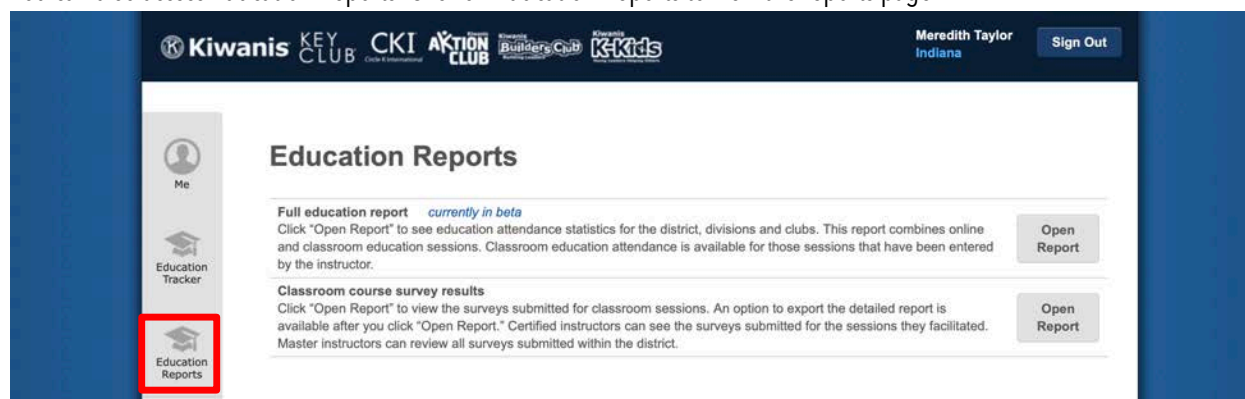 Kiwanis KEY CLUB CKI Circle K International AKTION CLUB Kiwanis Builders Club Kiwanis K-Kids
Meredith Taylor
Indiana
Sign Out
Me
Education
Tracker
Education
Reports
Education Reports
Full education report currently in beta
Click "Open Report" to see education attendance statistics for the district, divisions and clubs. This report combines online
and classroom education sessions. Classroom education attendance is available for those sessions that have been entered
by the instructor.
Open
Report
Classroom course survey results
Click "Open Report" to view the surveys submitted for classroom sessions. An option to export the detailed report is
available after you click "Open Report." Certified instructors can see the surveys submitted for the sessions they facilitated.
Master instructors can review all surveys submitted within the district.
Open
Report